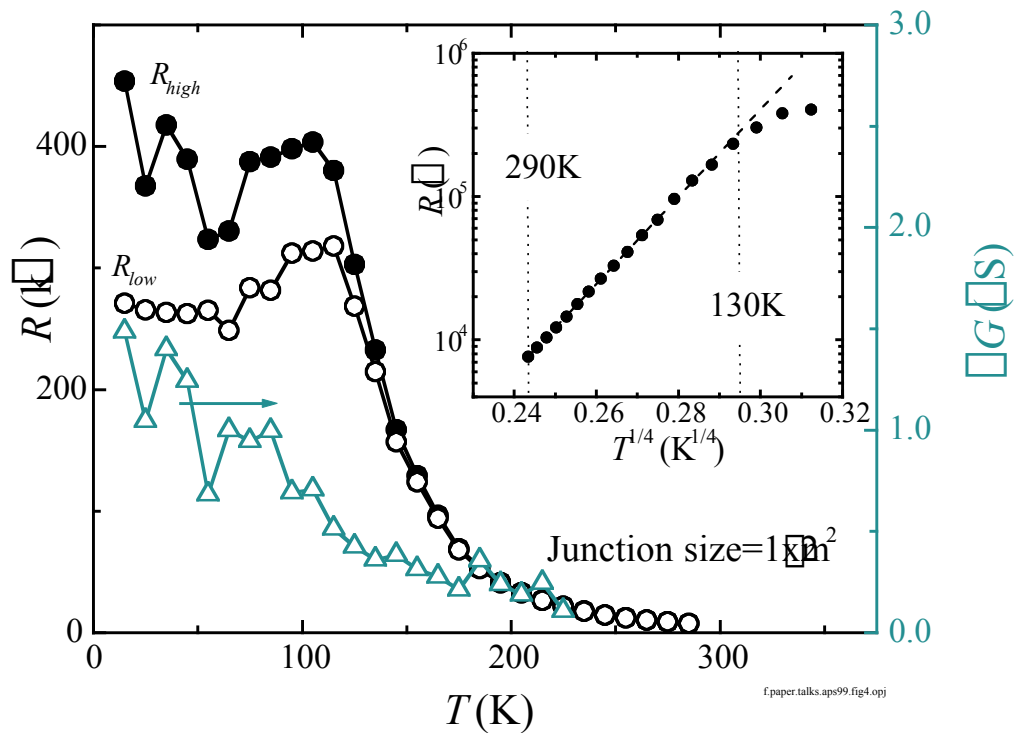 3.0
R_high
10^6
400
290K
R (□)
2.0
10^5
R_low
130K
R (k□)
□G (□S)
10^4
200
0.24 0.26 0.28 0.30 0.32
T^1/4 (K^1/4)
1.0
Junction size=1x□m^2
0
0.0
0 100 200 300
T (K)
f.paper.talks.aps99.fig4.opj